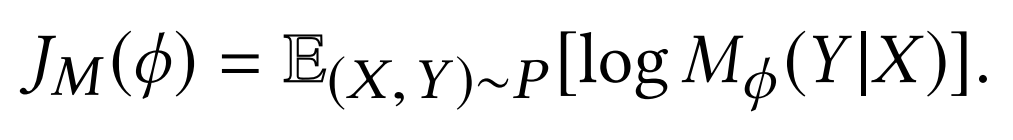 J_M(ϕ) = 𝔼_{(X,Y)∼P}[log M_ϕ(Y|X)].